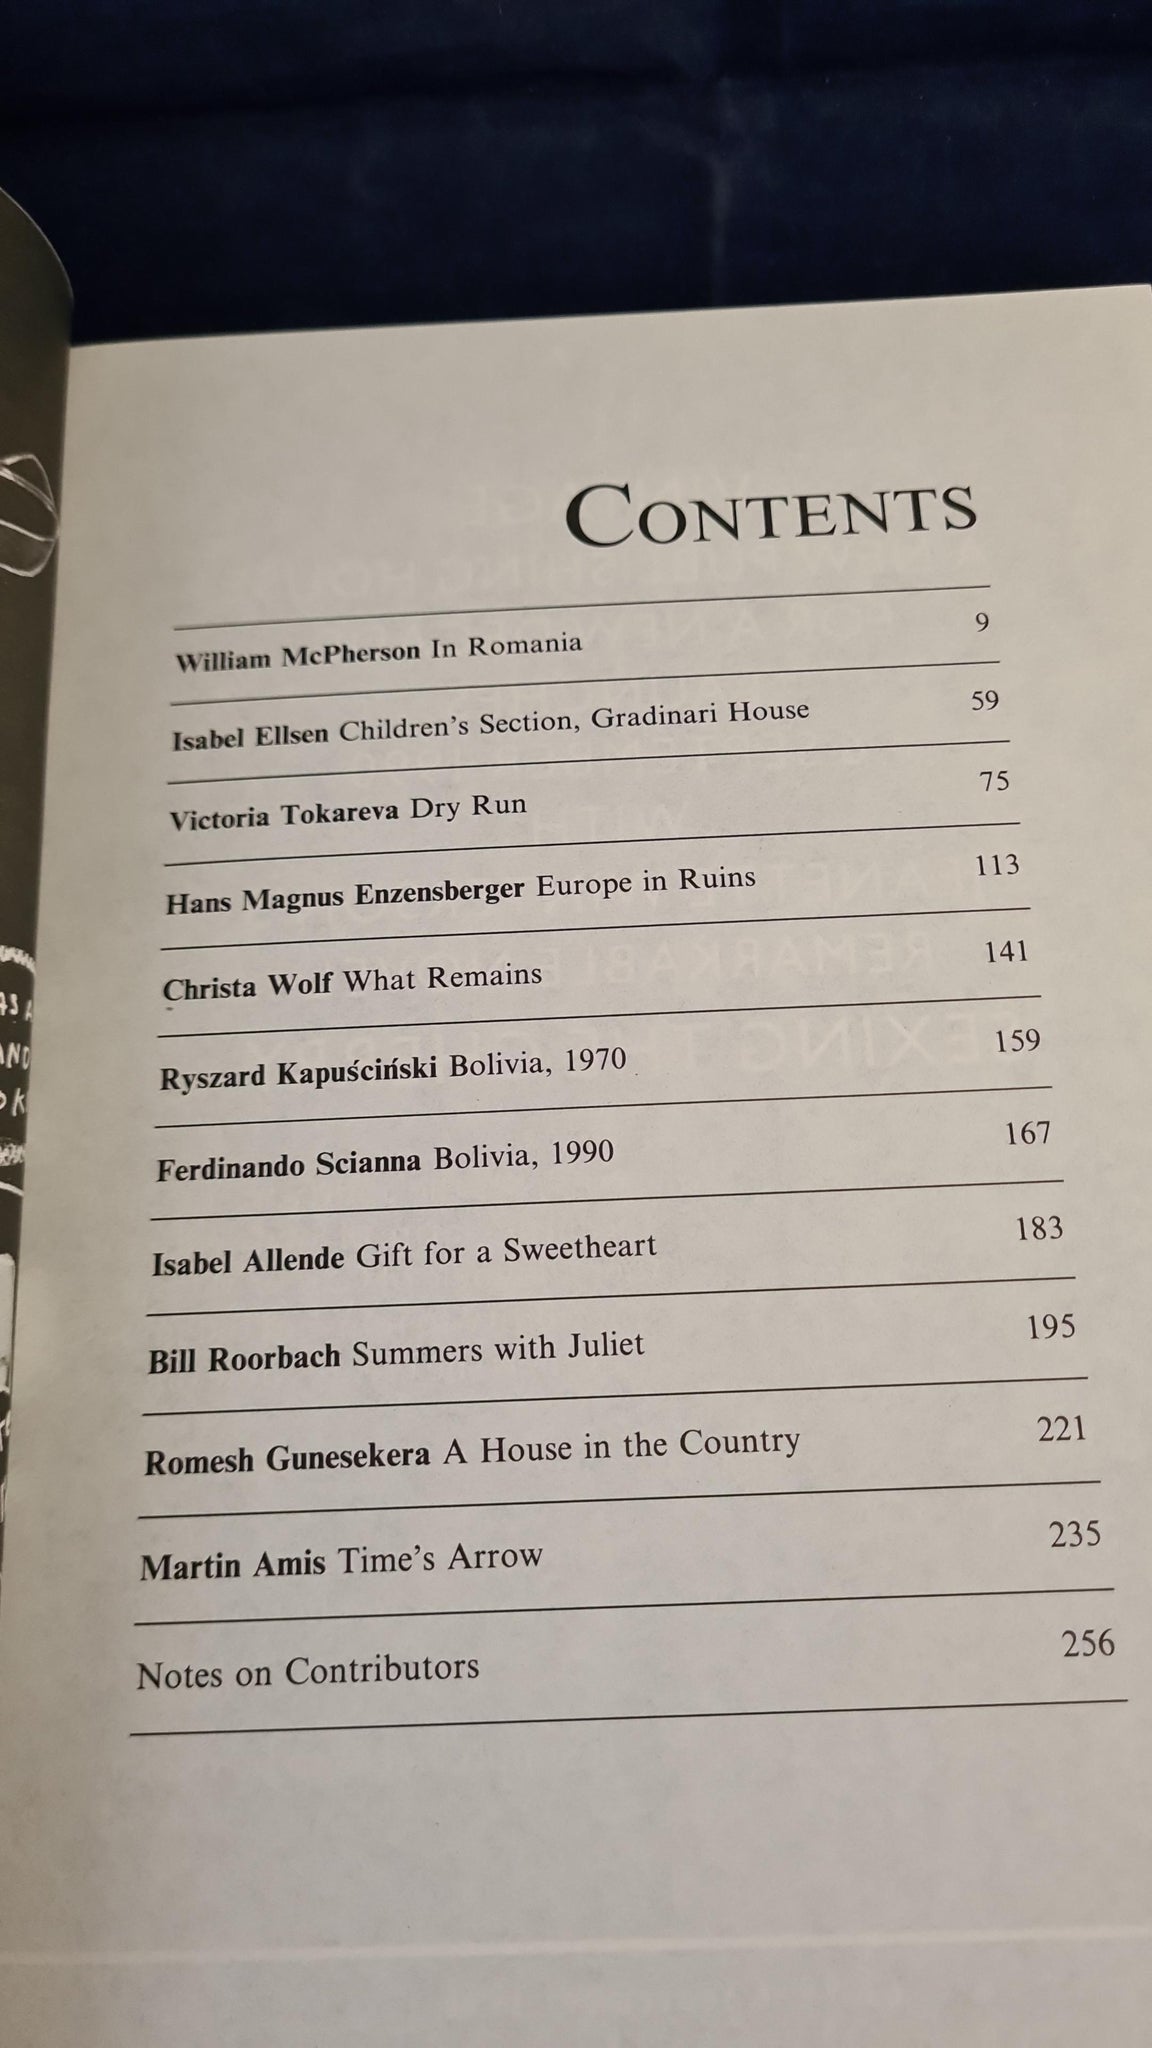 CONTENTS
William McPherson In Romania 9
Isabel Ellsen Children's Section, Gradinari House 59
Victoria Tokareva Dry Run 75
Hans Magnus Enzensberger Europe in Ruins 113
Christa Wolf What Remains 141
Ryszard Kapuściński Bolivia, 1970 159
Ferdinando Scianna Bolivia, 1990 167
Isabel Allende Gift for a Sweetheart 183
Bill Roorbach Summers with Juliet 195
Romesh Gunesekera A House in the Country 221
Martin Amis Time's Arrow 235
Notes on Contributors 256